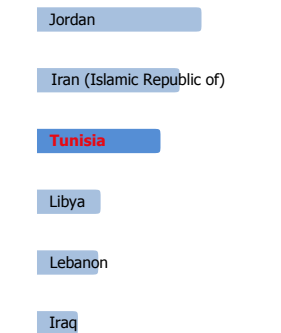 Jordan
Iran (Islamic Republic of)
Tunisia
Libya
Lebanon
Iraq